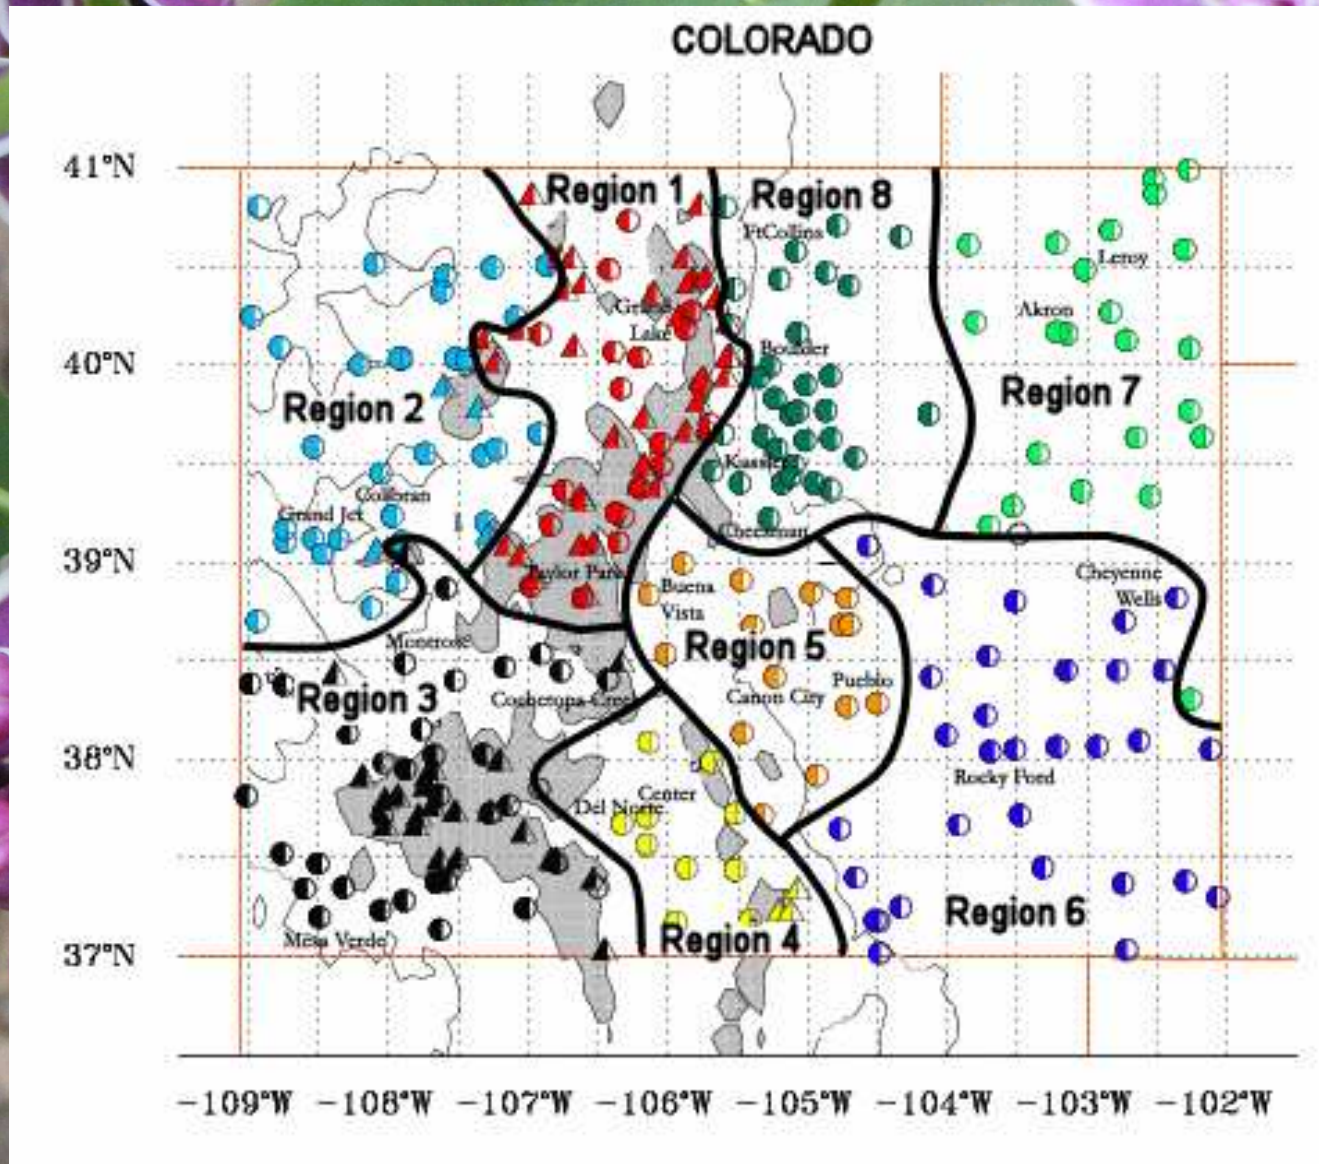 COLORADO
41°N
Region 1
Region 8
FtCollins
Leroy
Grand
Lake
Akron
Boulder
40°N
Region 2
Region 7
Kassler
Collbran
Grand Jct
Cheesman
39°N
Taylor Park
Buena
Vista
Cheyenne
Wells
Montrose
Region 5
Region 3
Cochetopa Creek
Canon City
Pueblo
38°N
Rocky Ford
Center
Del Norte
Region 6
Mesa Verde
Region 4
37°N
-109°W -108°W -107°W -106°W -105°W -104°W -103°W -102°W